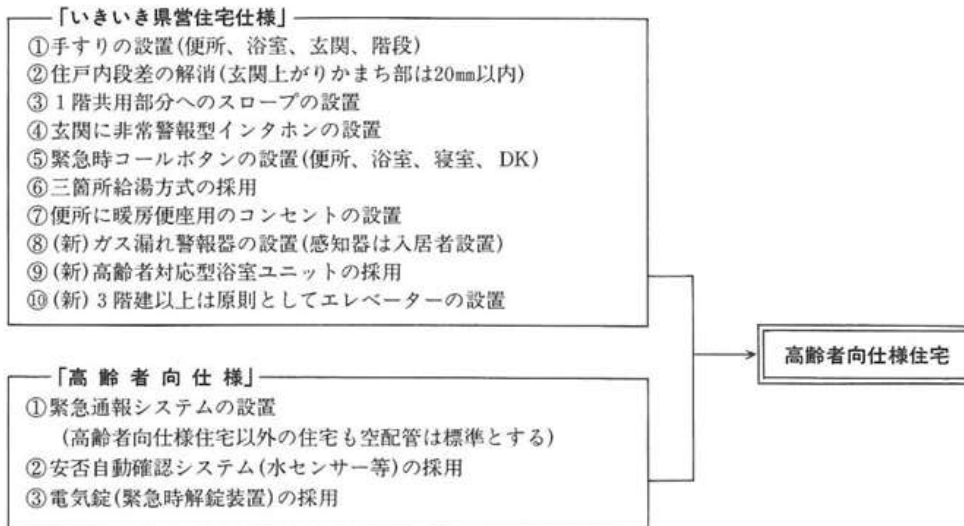 「いきいき県営住宅仕様」
①手すりの設置(便所、浴室、玄関、階段)
②住戸内段差の解消(玄関上がりかまち部は20㎜以内)
③1階共用部分へのスロープの設置
④玄関に非常警報型インタホンの設置
⑤緊急時コールボタンの設置(便所、浴室、寝室、DK)
⑥三箇所給湯方式の採用
⑦便所に暖房便座用のコンセントの設置
⑧(新)ガス漏れ警報器の設置(感知器は入居者設置)
⑨(新)高齢者対応型浴室ユニットの採用
⑩(新)3階建以上は原則としてエレベーターの設置
「高齢者向仕様」
①緊急通報システムの設置
(高齢者向仕様住宅以外の住宅も空配管は標準とする)
②安否自動確認システム(水センサー等)の採用
③電気錠(緊急時解錠装置)の採用
高齢者向仕様住宅